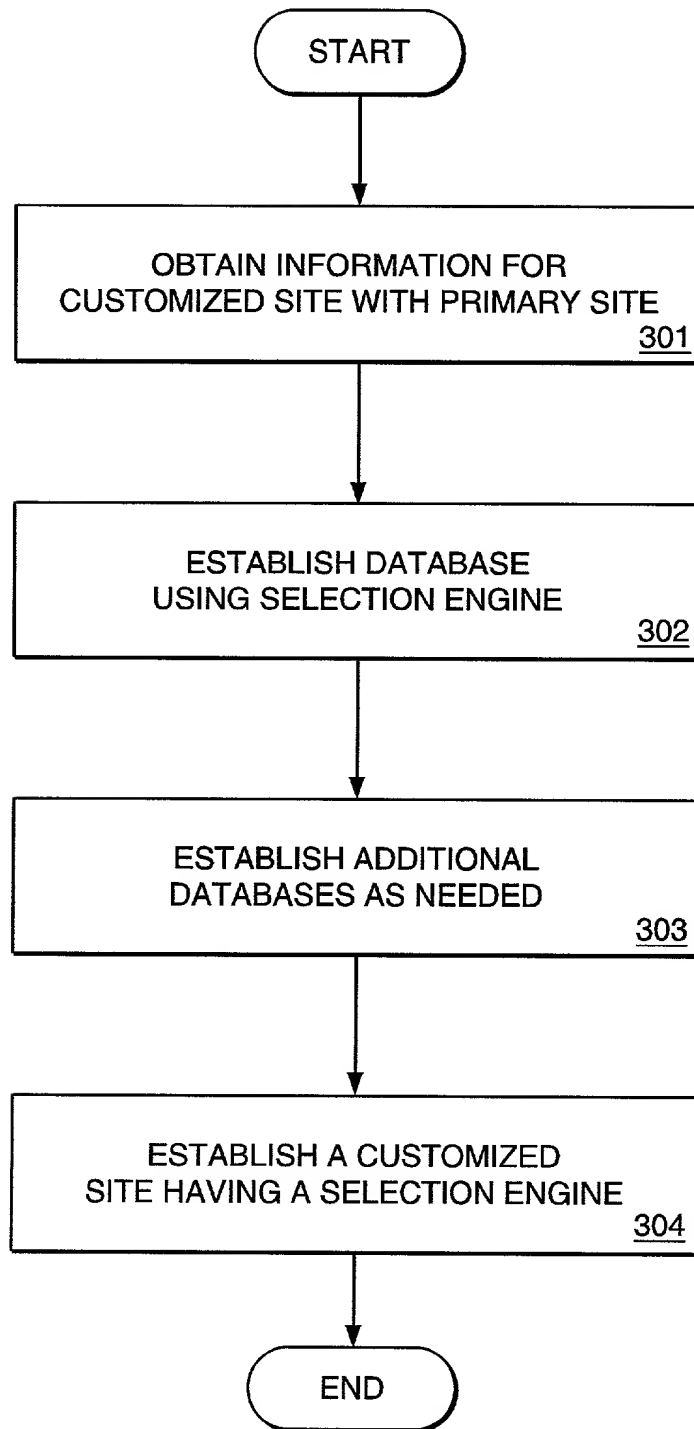 START
OBTAIN INFORMATION FOR
CUSTOMIZED SITE WITH PRIMARY SITE
301
ESTABLISH DATABASE
USING SELECTION ENGINE
302
ESTABLISH ADDITIONAL
DATABASES AS NEEDED
303
ESTABLISH A CUSTOMIZED
SITE HAVING A SELECTION ENGINE
304
END